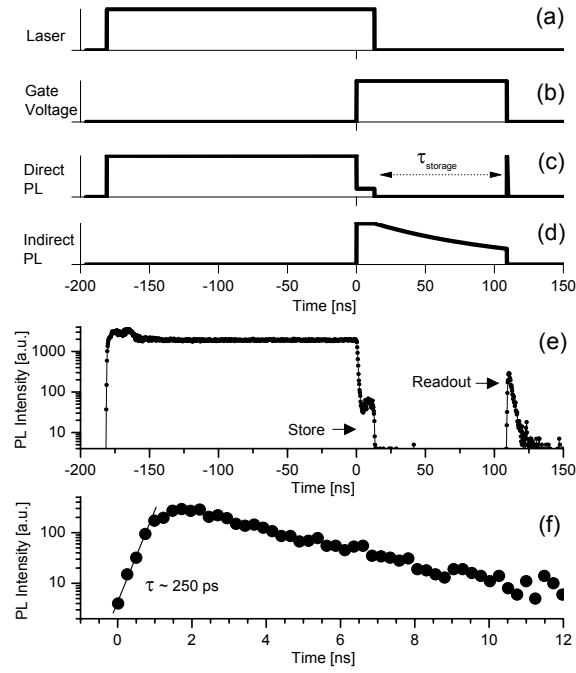 Laser
(a)
Gate
Voltage
(b)
Direct
PL
τstorage
(c)
Indirect
PL
(d)
-200 -150 -100 -50 0 50 100 150
Time [ns]
PL Intensity [a.u.]
1000
100
10
(e)
Readout
Store
-200 -150 -100 -50 0 50 100 150
Time [ns]
PL Intensity [a.u.]
100
10
(f)
τ ~ 250 ps
0 2 4 6 8 10 12
Time [ns]